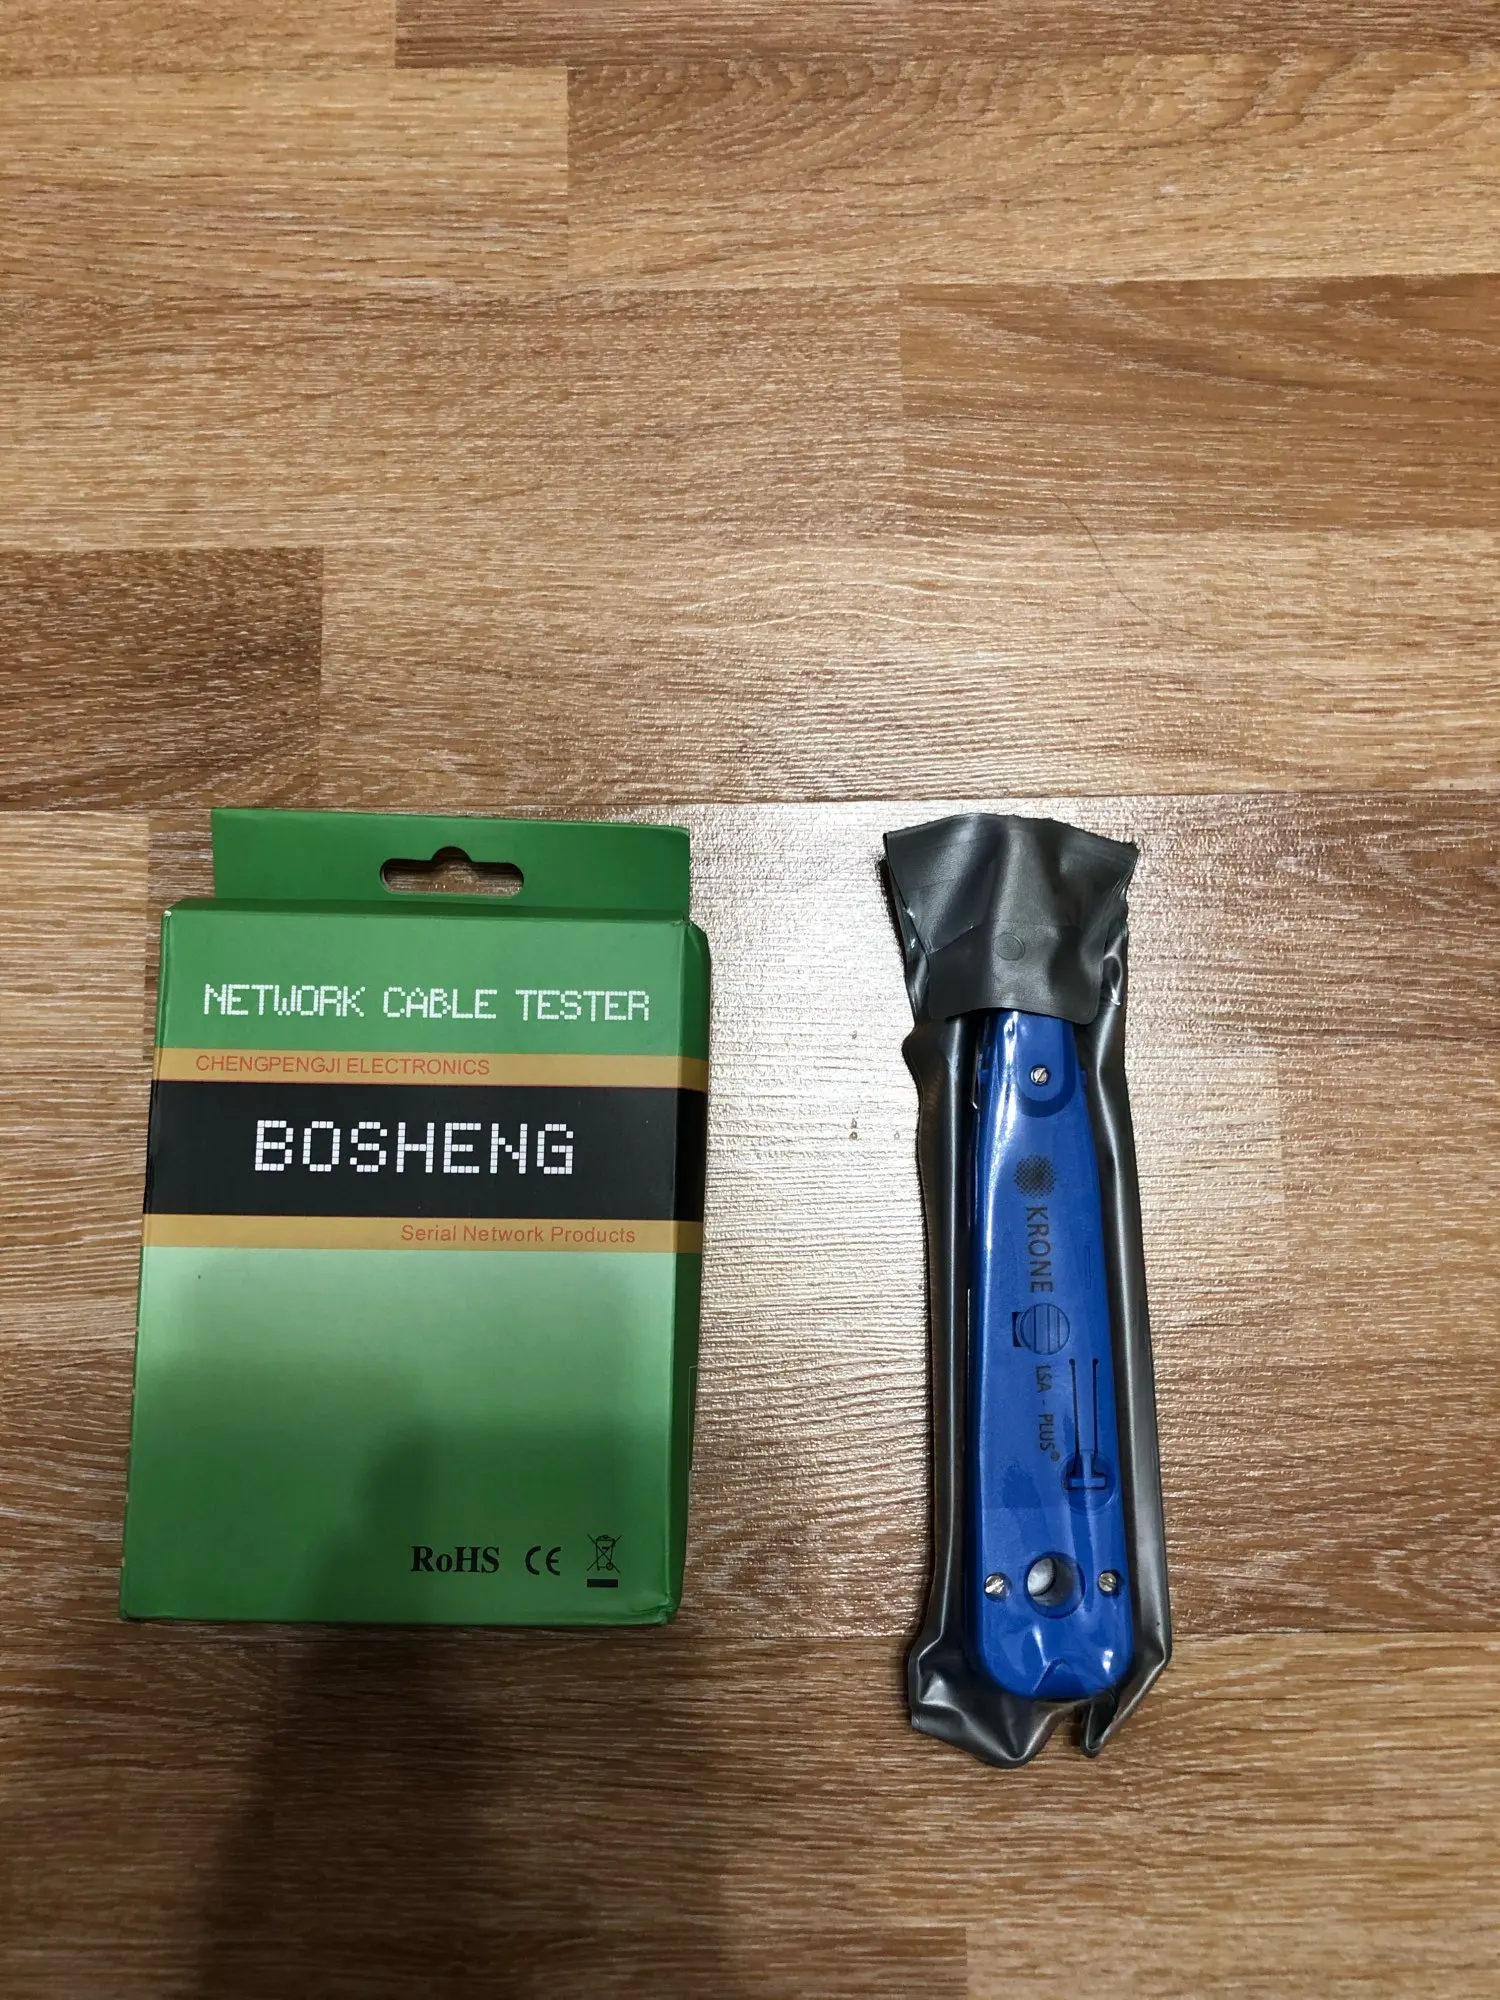 NETWORK CABLE TESTER
CHENGPENGJI ELECTRONICS
BOSHENG
Serial Network Products
RoHS CE
KRONE
LSA - PLUS®